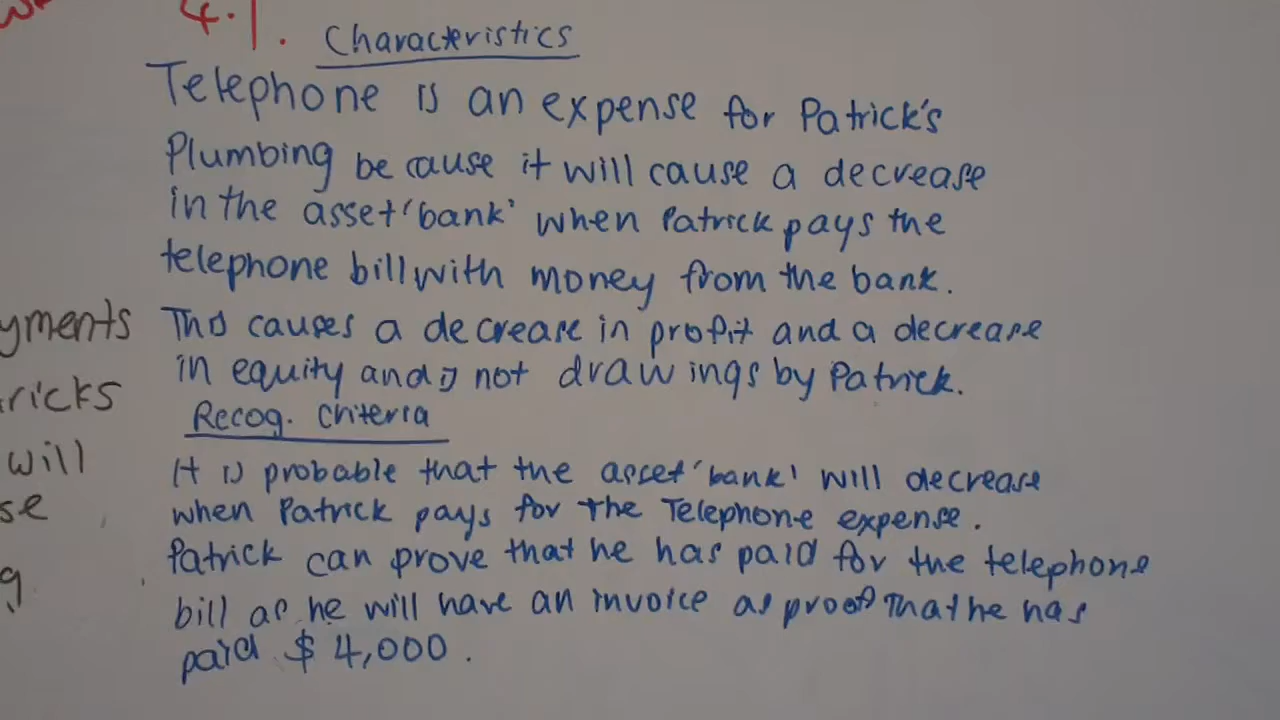 4.1. Characteristics
Telephone is an expense for Patrick's
Plumbing because it will cause a decrease
in the asset 'bank' when Patrick pays the
telephone bill with money from the bank.
yments
This causes a decrease in profit and a decrease
in equity and is not drawings by Patrick.
ricks
Recog. Criteria
will
It is probable that the asset 'bank' will decrease
se
when Patrick pays for the Telephone expense.
Patrick can prove that he has paid for the telephone
g
bill as he will have an invoice as proof that he has
paid $4,000.